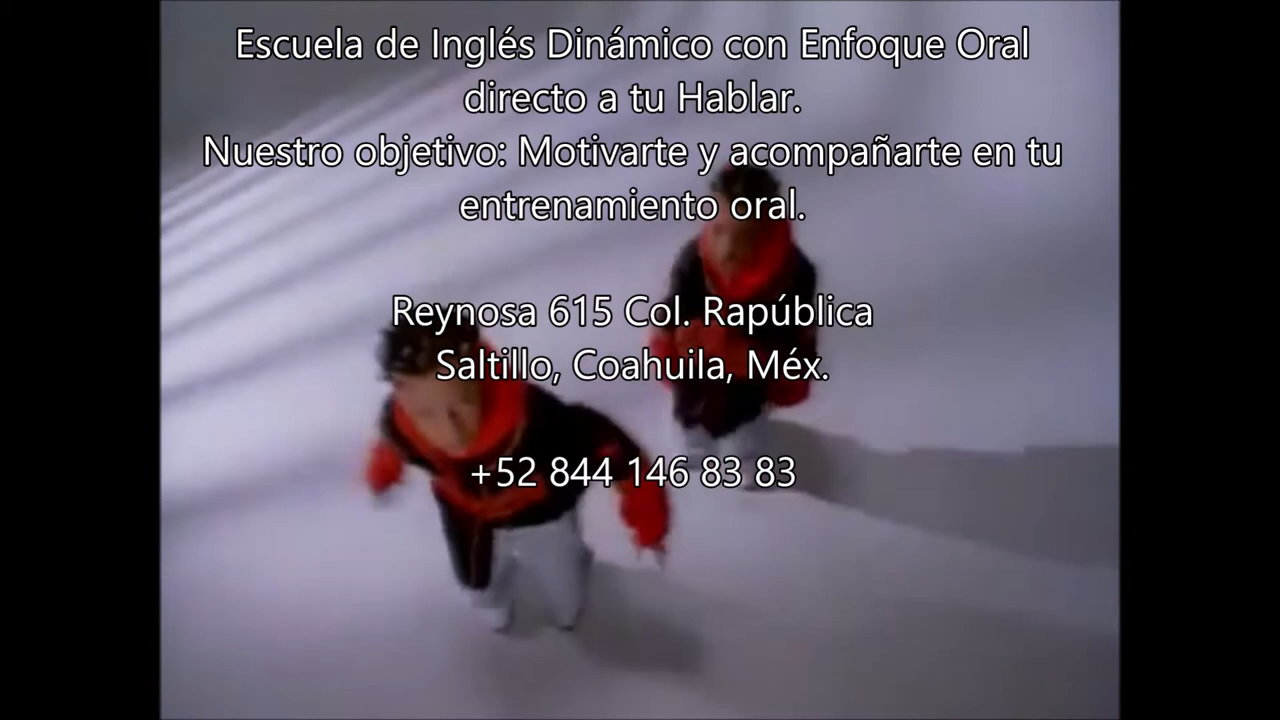 Escuela de Inglés Dinámico con Enfoque Oral
directo a tu Hablar.
Nuestro objetivo: Motivarte y acompañarte en tu
entrenamiento oral.
Reynosa 615 Col. Rapública
Saltillo, Coahuila, Méx.
+52 844 146 83 83